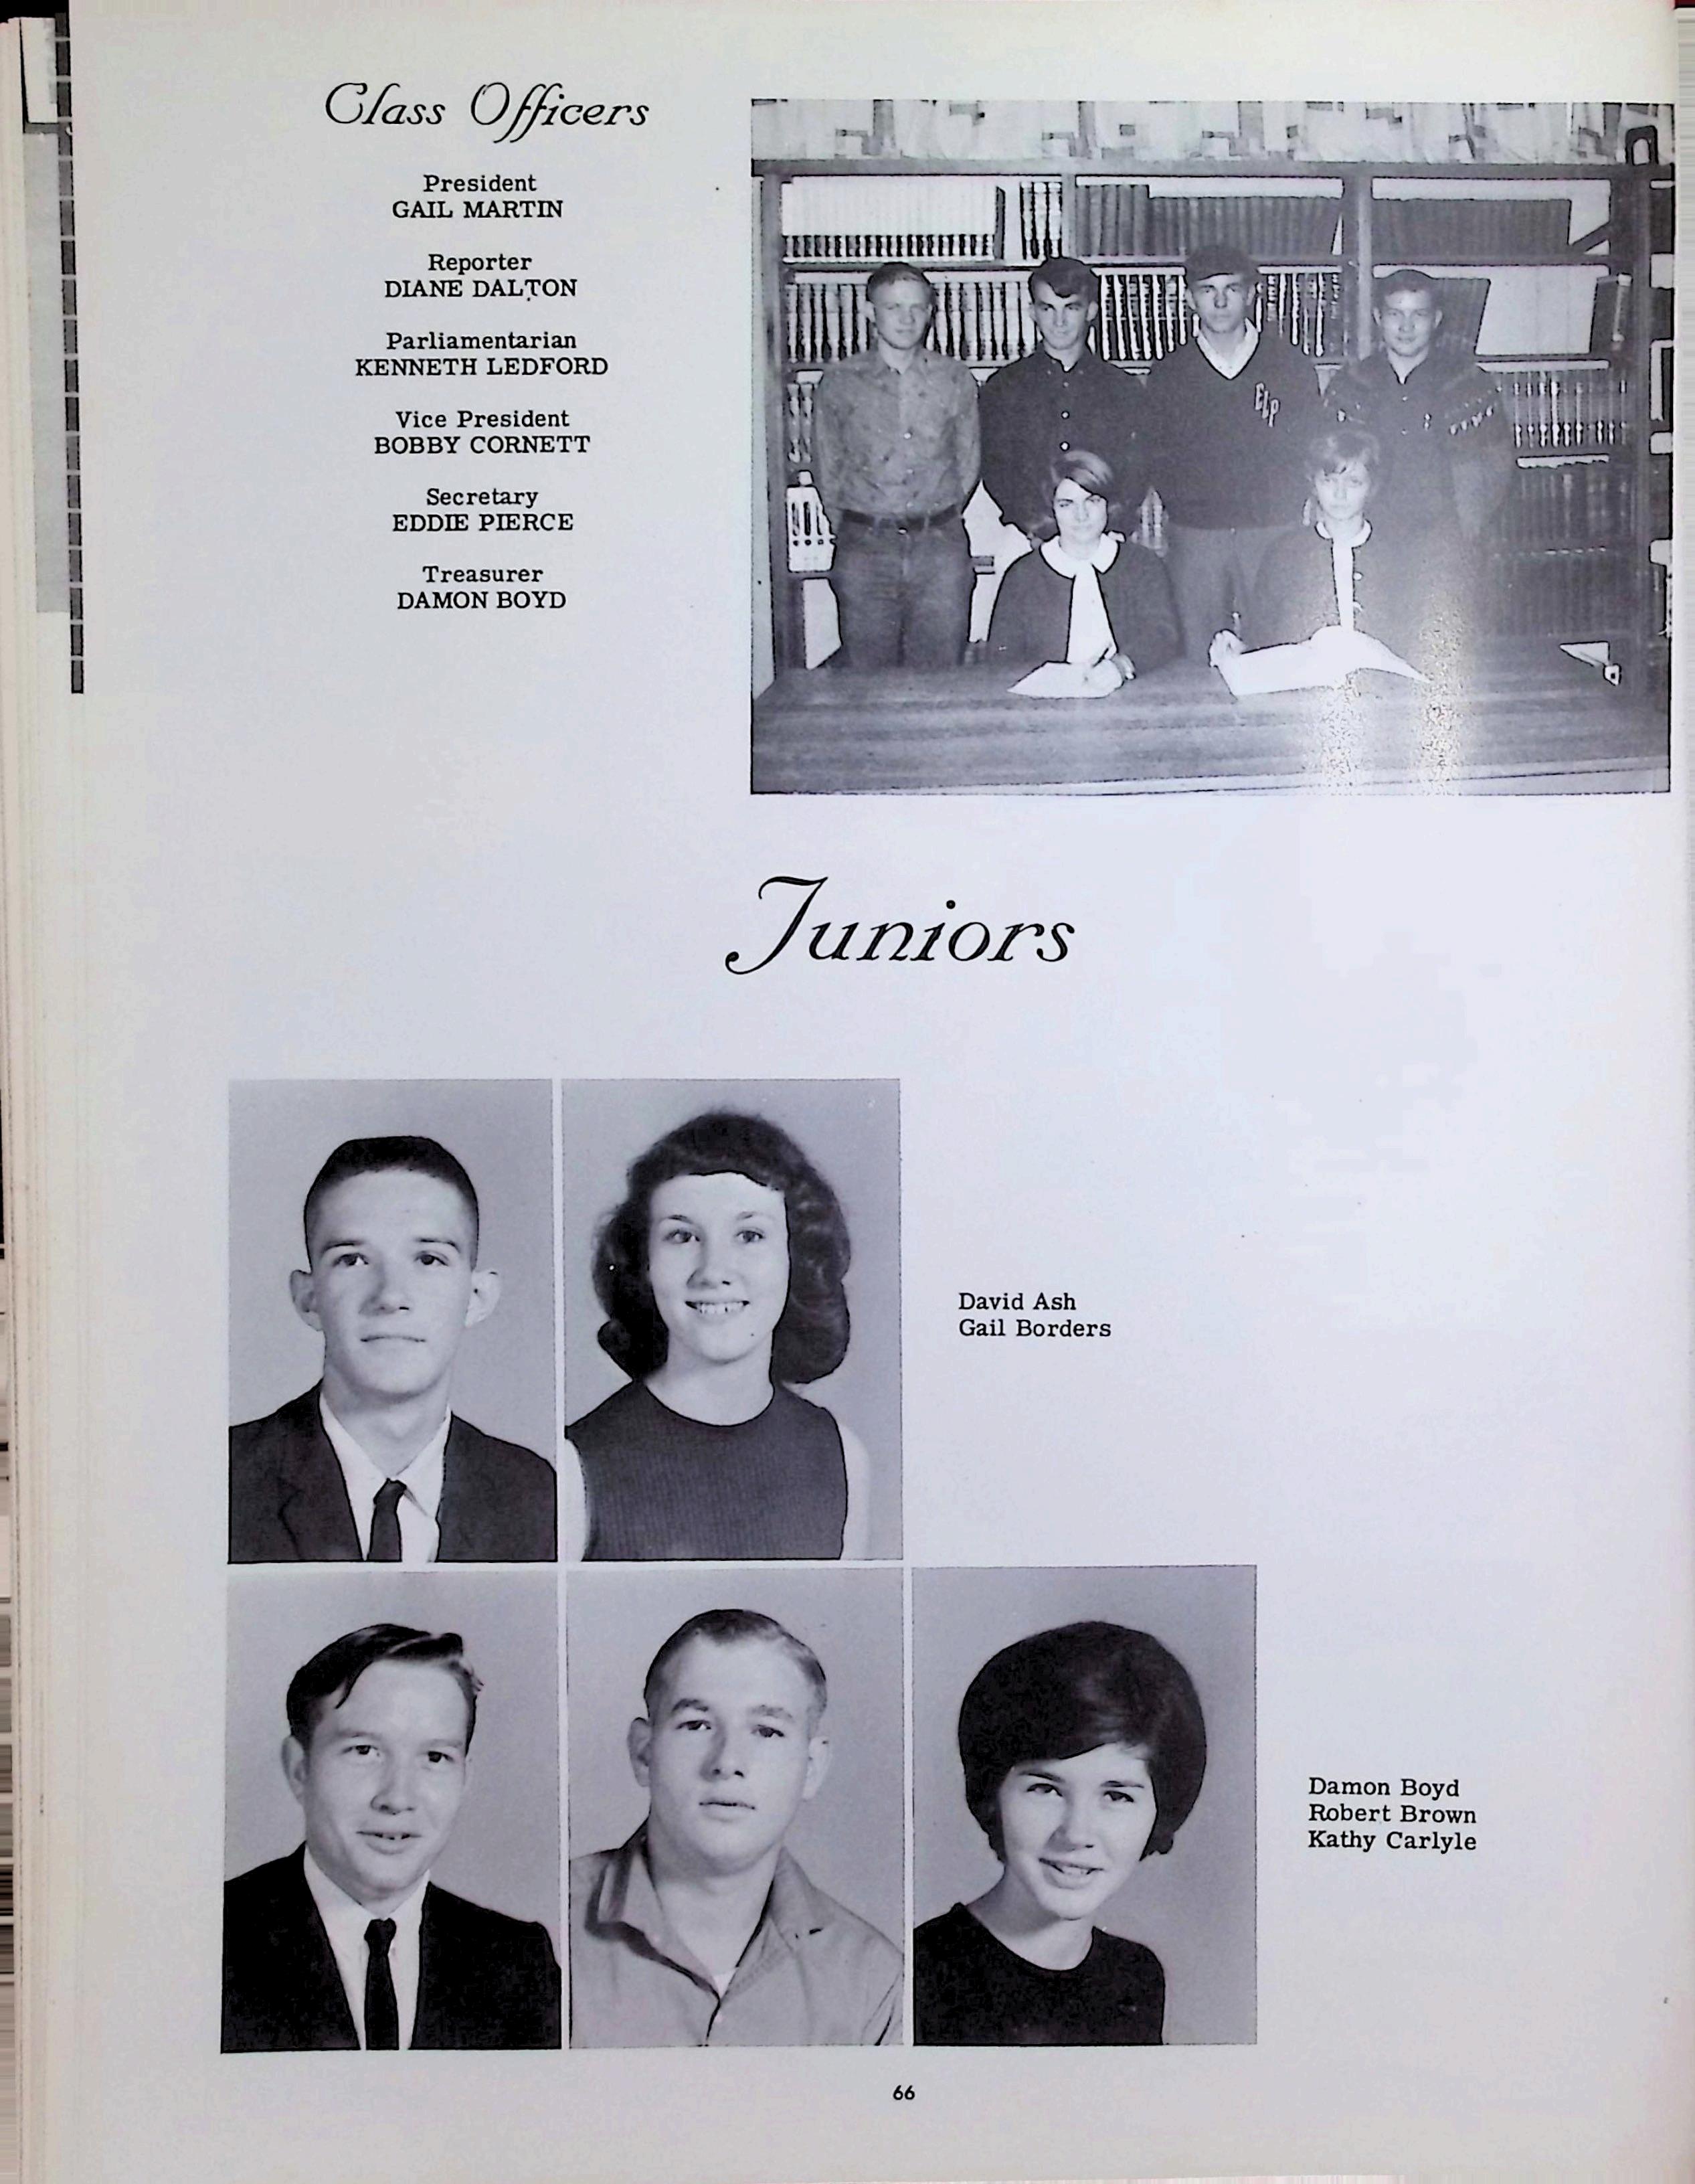 Class Officers
President
GAIL MARTIN
Reporter
DIANE DALTON
Parliamentarian
KENNETH LEDFORD
Vice President
BOBBY CORNETT
Secretary
EDDIE PIERCE
Treasurer
DAMON BOYD
Juniors
David Ash
Gail Borders
Damon Boyd
Robert Brown
Kathy Carlyle
66